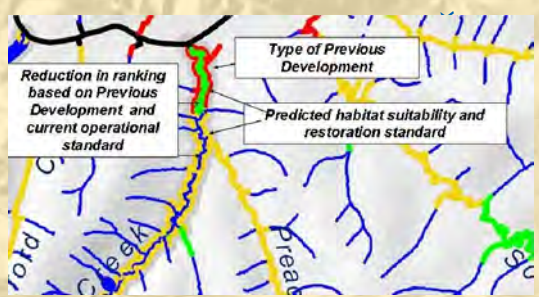 Type of Previous
Development
Reduction in ranking
based on Previous
Development and
current operational
standard
Predicted habitat suitability and
restoration standard
Creek